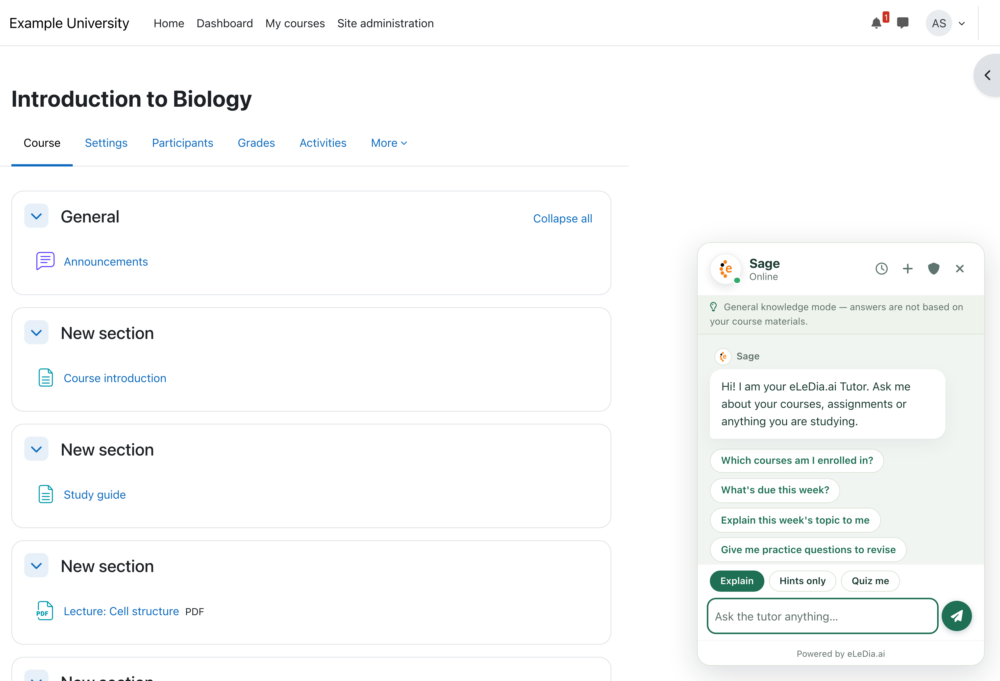 Example University
Home
Dashboard
My courses
Site administration
1
AS
Introduction to Biology
Course
Settings
Participants
Grades
Activities
More
General
Collapse all
Announcements
New section
Course introduction
New section
Study guide
New section
PDF
Lecture: Cell structure PDF
New section
e
Sage
Online
General knowledge mode — answers are not based on
your course materials.
e
Sage
Hi! I am your eLeDia.ai Tutor. Ask me
about your courses, assignments or
anything you are studying.
Which courses am I enrolled in?
What's due this week?
Explain this week's topic to me
Give me practice questions to revise
Explain
Hints only
Quiz me
Ask the tutor anything...
Powered by eLeDia.ai